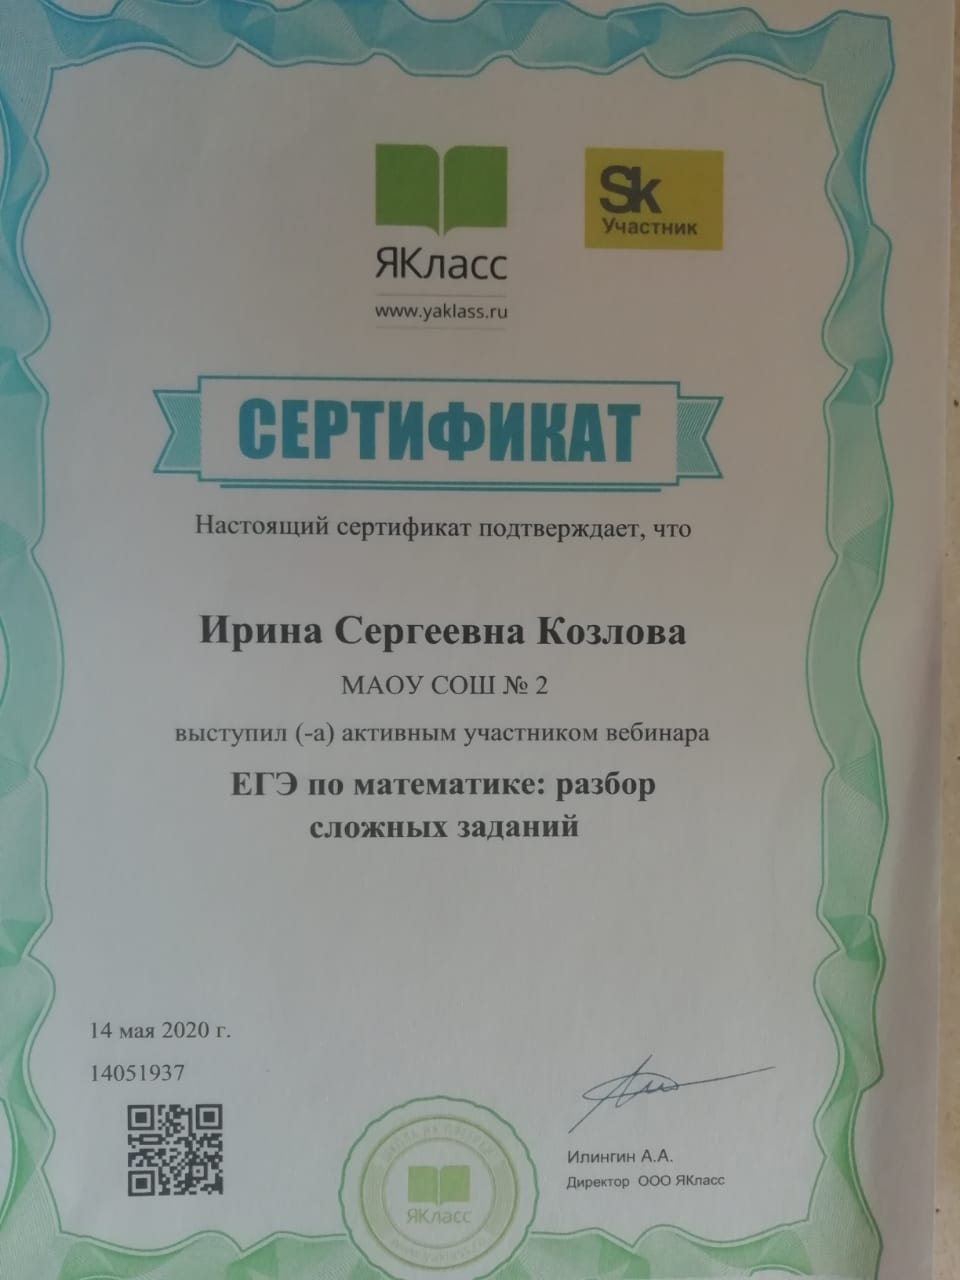 ЯКласс
www.yaklass.ru
Sk
Участник
СЕРТИФИКАТ
Настоящий сертификат подтверждает, что
Ирина Сергеевна Козлова
МАОУ СОШ № 2
выступил (-а) активным участником вебинара
ЕГЭ по математике: разбор
сложных заданий
14 мая 2020 г.
14051937
Илингин А.А.
Директор ООО ЯКласс
ЯКласс